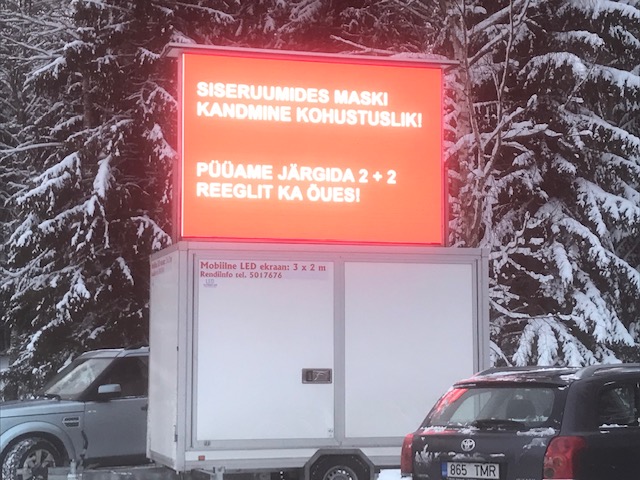 SISERUUMIDES MASKI
KANDMINE KOHUSTUSLIK!
PÜÜAME JÄRGIDA 2 + 2
REEGLIT KA ÕUES!
Mobiilne LED ekraan: 3 x 2 m
Rendiinfo tel. 5017676
865 TMR